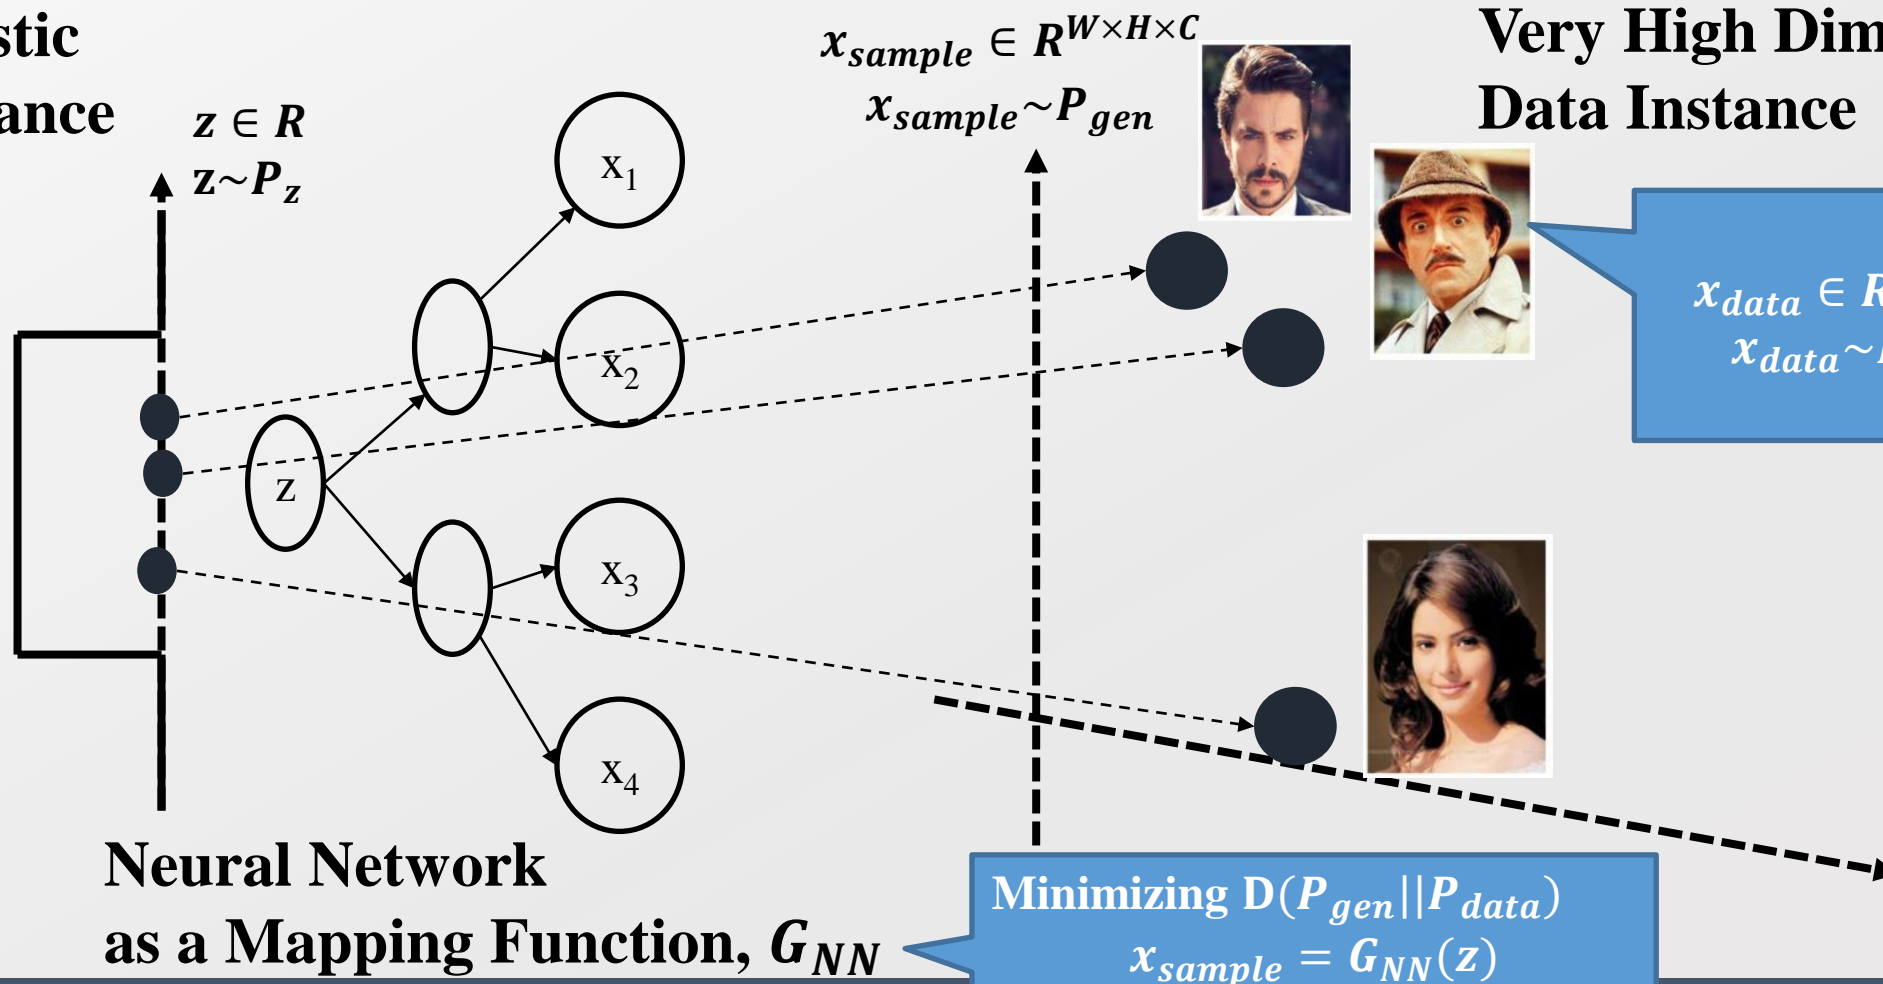 stic
ance
z ∈ R
z~P_z
x_sample ∈ R^{W×H×C}
x_sample~P_gen
Very High Dim
Data Instance
x_data ∈ R
x_data~
x_1
x_2
z
x_3
x_4
Neural Network
as a Mapping Function, G_NN
Minimizing D(P_gen||P_data)
x_sample = G_NN(z)